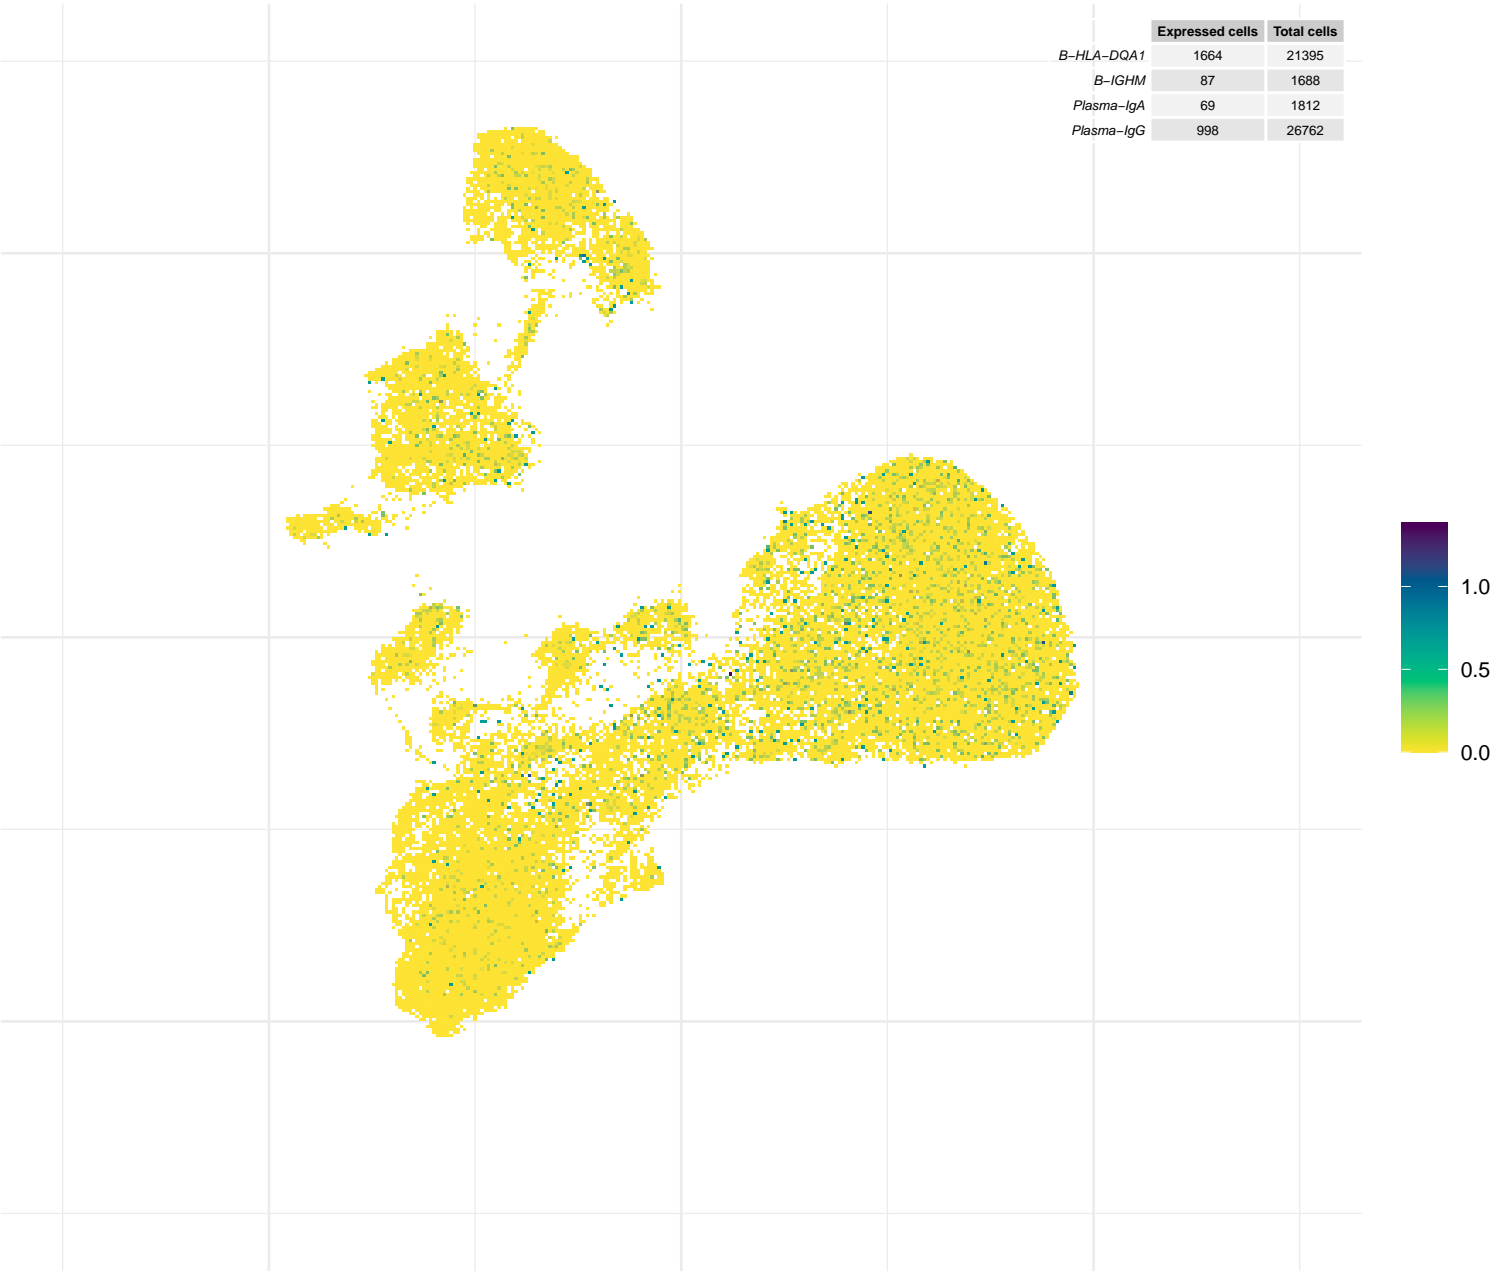 Expressed cells Total cells
B−HLA−DQA1 1664 21395
B−IGHM 87 1688
Plasma−IgA 69 1812
Plasma−IgG 998 26762
1.0
0.5
0.0